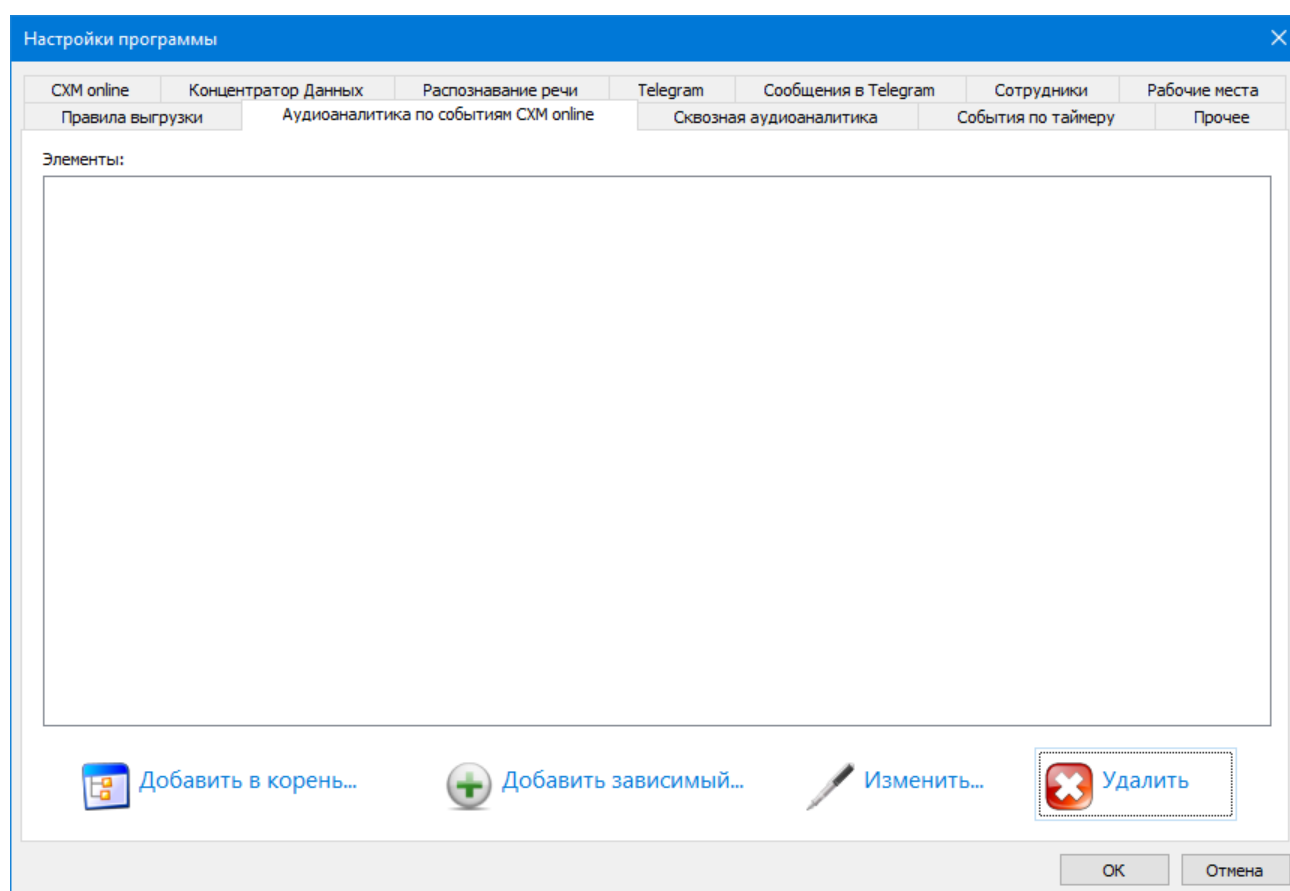 Настройки программы
CXM online Концентратор Данных Распознавание речи Telegram Сообщения в Telegram Сотрудники Рабочие места
Правила выгрузки Аудиоаналитика по событиям CXM online Сквозная аудиоаналитика События по таймеру Прочее
Элементы:
Добавить в корень... Добавить зависимый... Изменить... Удалить
ОК Отмена